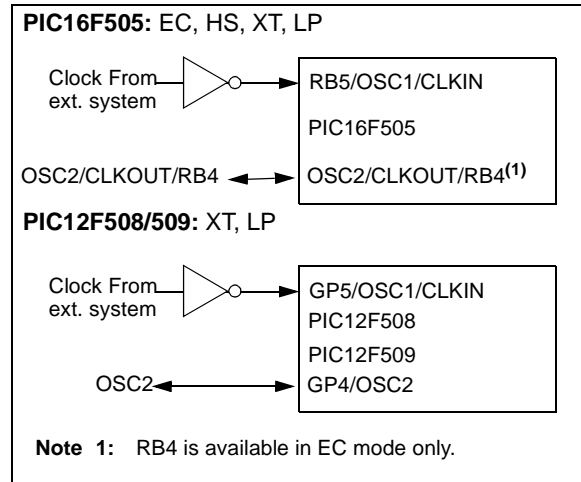 PIC16F505: EC, HS, XT, LP
Clock From
ext. system
RB5/OSC1/CLKIN
PIC16F505
OSC2/CLKOUT/RB4
OSC2/CLKOUT/RB4(1)
PIC12F508/509: XT, LP
Clock From
ext. system
GP5/OSC1/CLKIN
PIC12F508
PIC12F509
OSC2
GP4/OSC2
Note 1: RB4 is available in EC mode only.